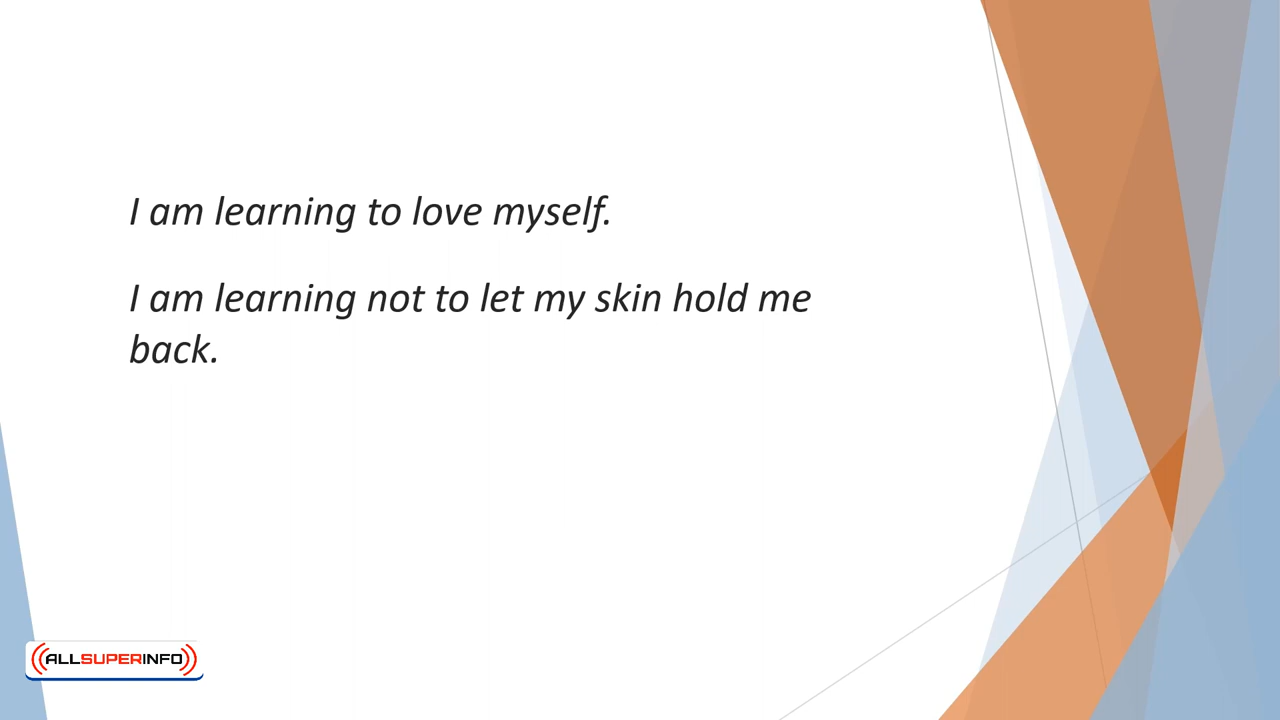 I am learning to love myself.
I am learning not to let my skin hold me
back.
ALLSUPERINFO